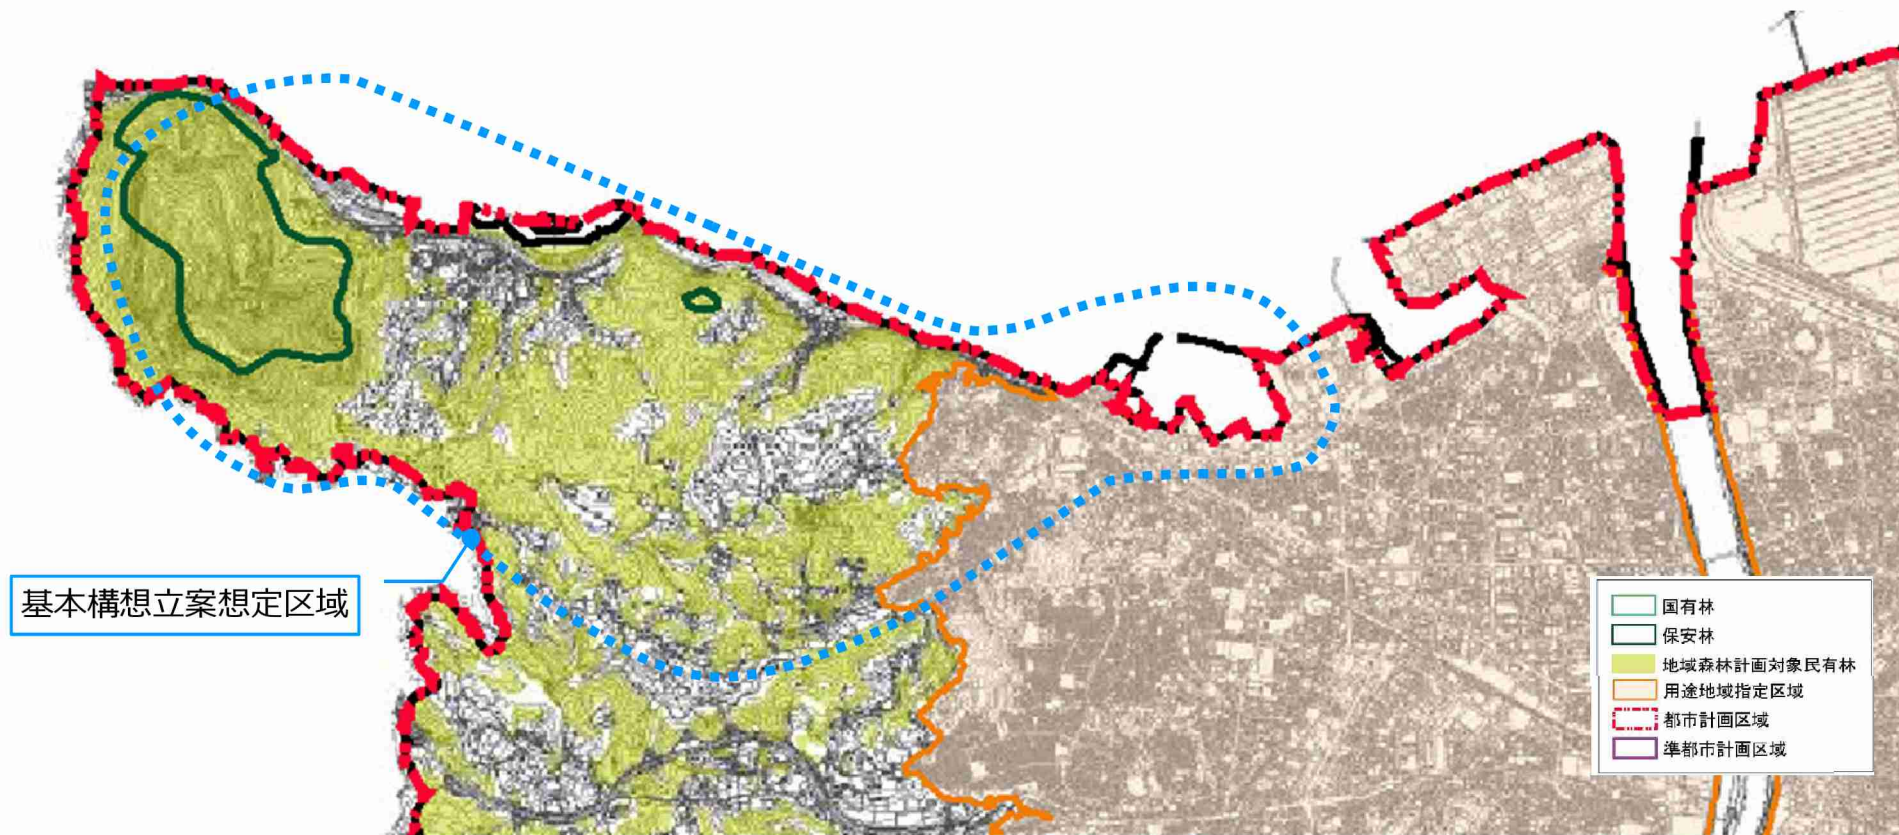 基本構想立案想定区域
国有林
保安林
地域森林計画対象民有林
用途地域指定区域
都市計画区域
準都市計画区域